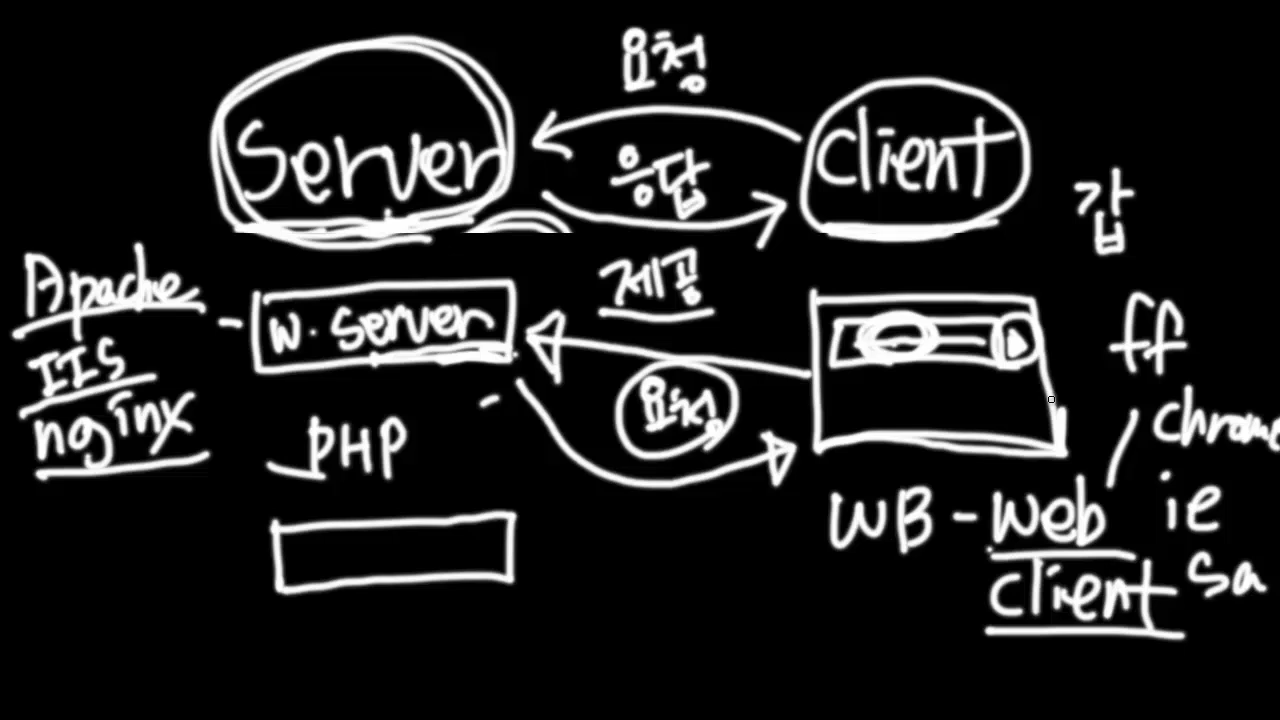 요청
Server
client
응답
갑
Apache
제공
W. Server
ff
IIS
요청
chrome
nginx
PHP
WB - Web
ie
client
Sa